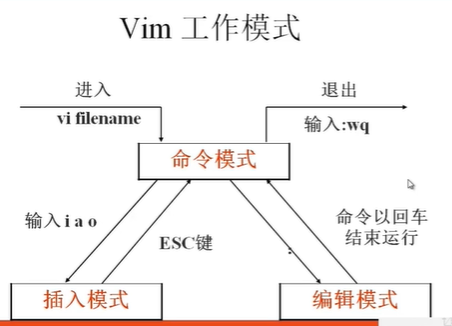 Vim 工作模式
进入
退出
vi filename
输入:wq
命令模式
输入 i a o
ESC键
:
命令以回车
结束运行
插入模式
编辑模式